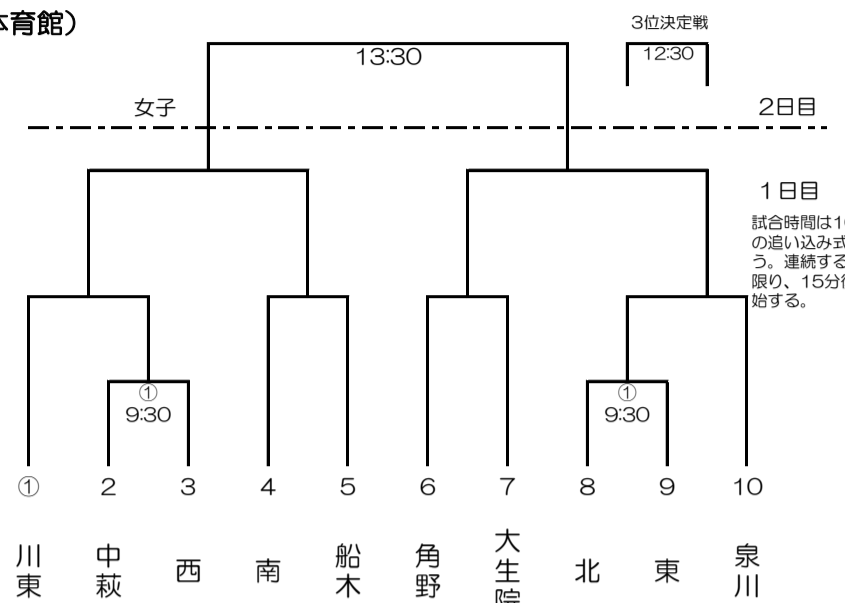 体育館)
3位決定戦
13:30
12:30
女子
2日目
1日目
試合時間は1
の追い込み式
う。連続する
限り、15分
始する。
①
9:30
①
9:30
① 2 3 4 5 6 7 8 9 10
川東 中萩 西 南 船木 角野 大生院 北 東 泉川